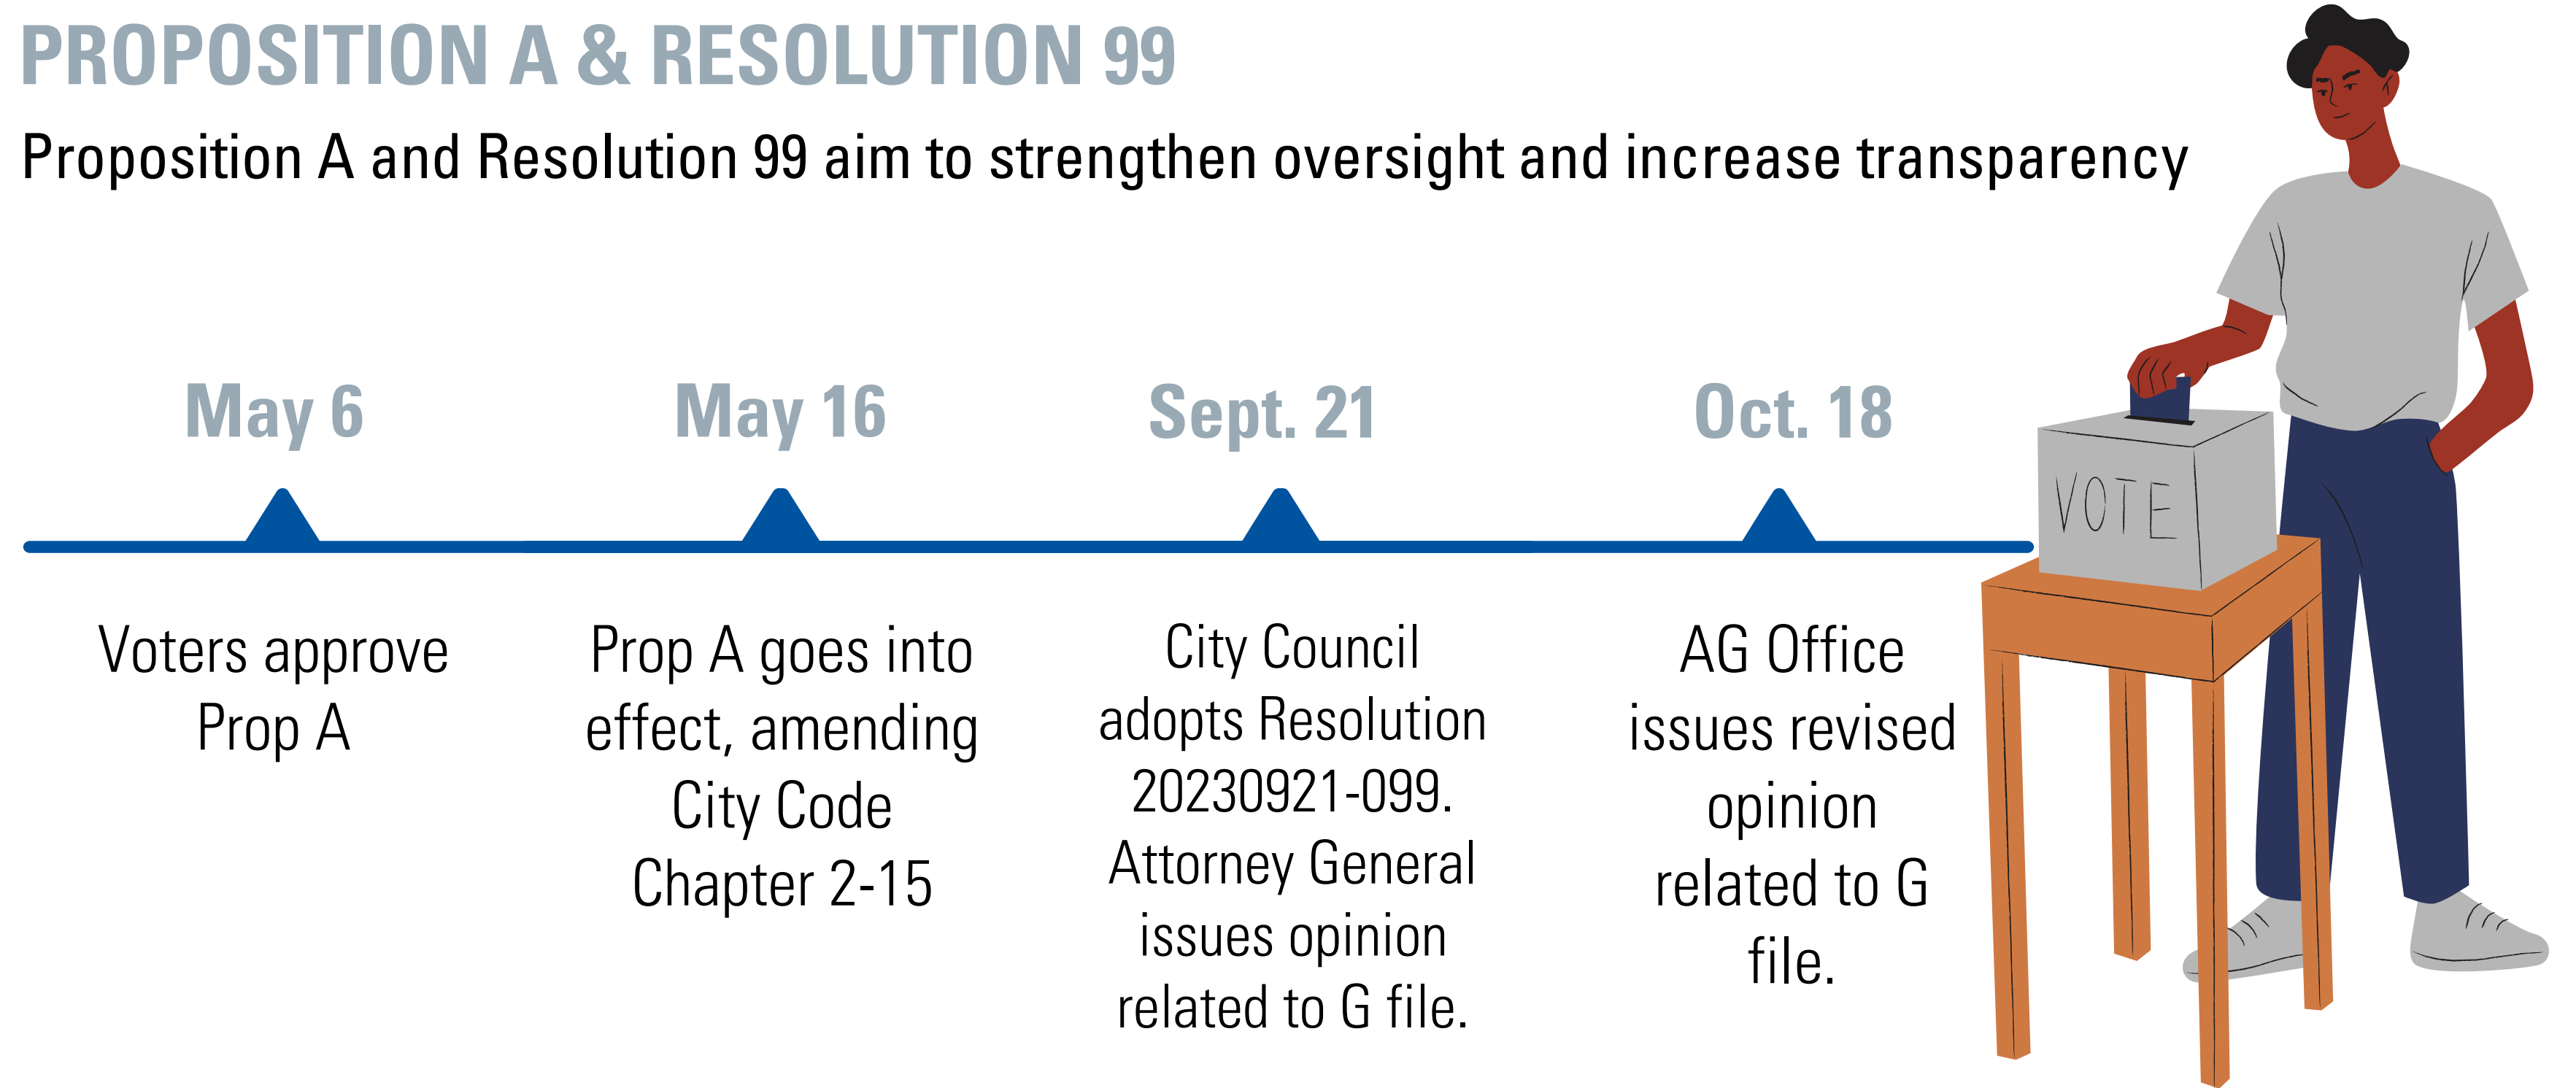 PROPOSITION A & RESOLUTION 99
Proposition A and Resolution 99 aim to strengthen oversight and increase transparency
May 6
May 16
Sept. 21
Oct. 18
VOTE
Voters approve
Prop A
Prop A goes into
effect, amending
City Code
Chapter 2-15
City Council
adopts Resolution
20230921-099.
Attorney General
issues opinion
related to G file.
AG Office
issues revised
opinion
related to G
file.